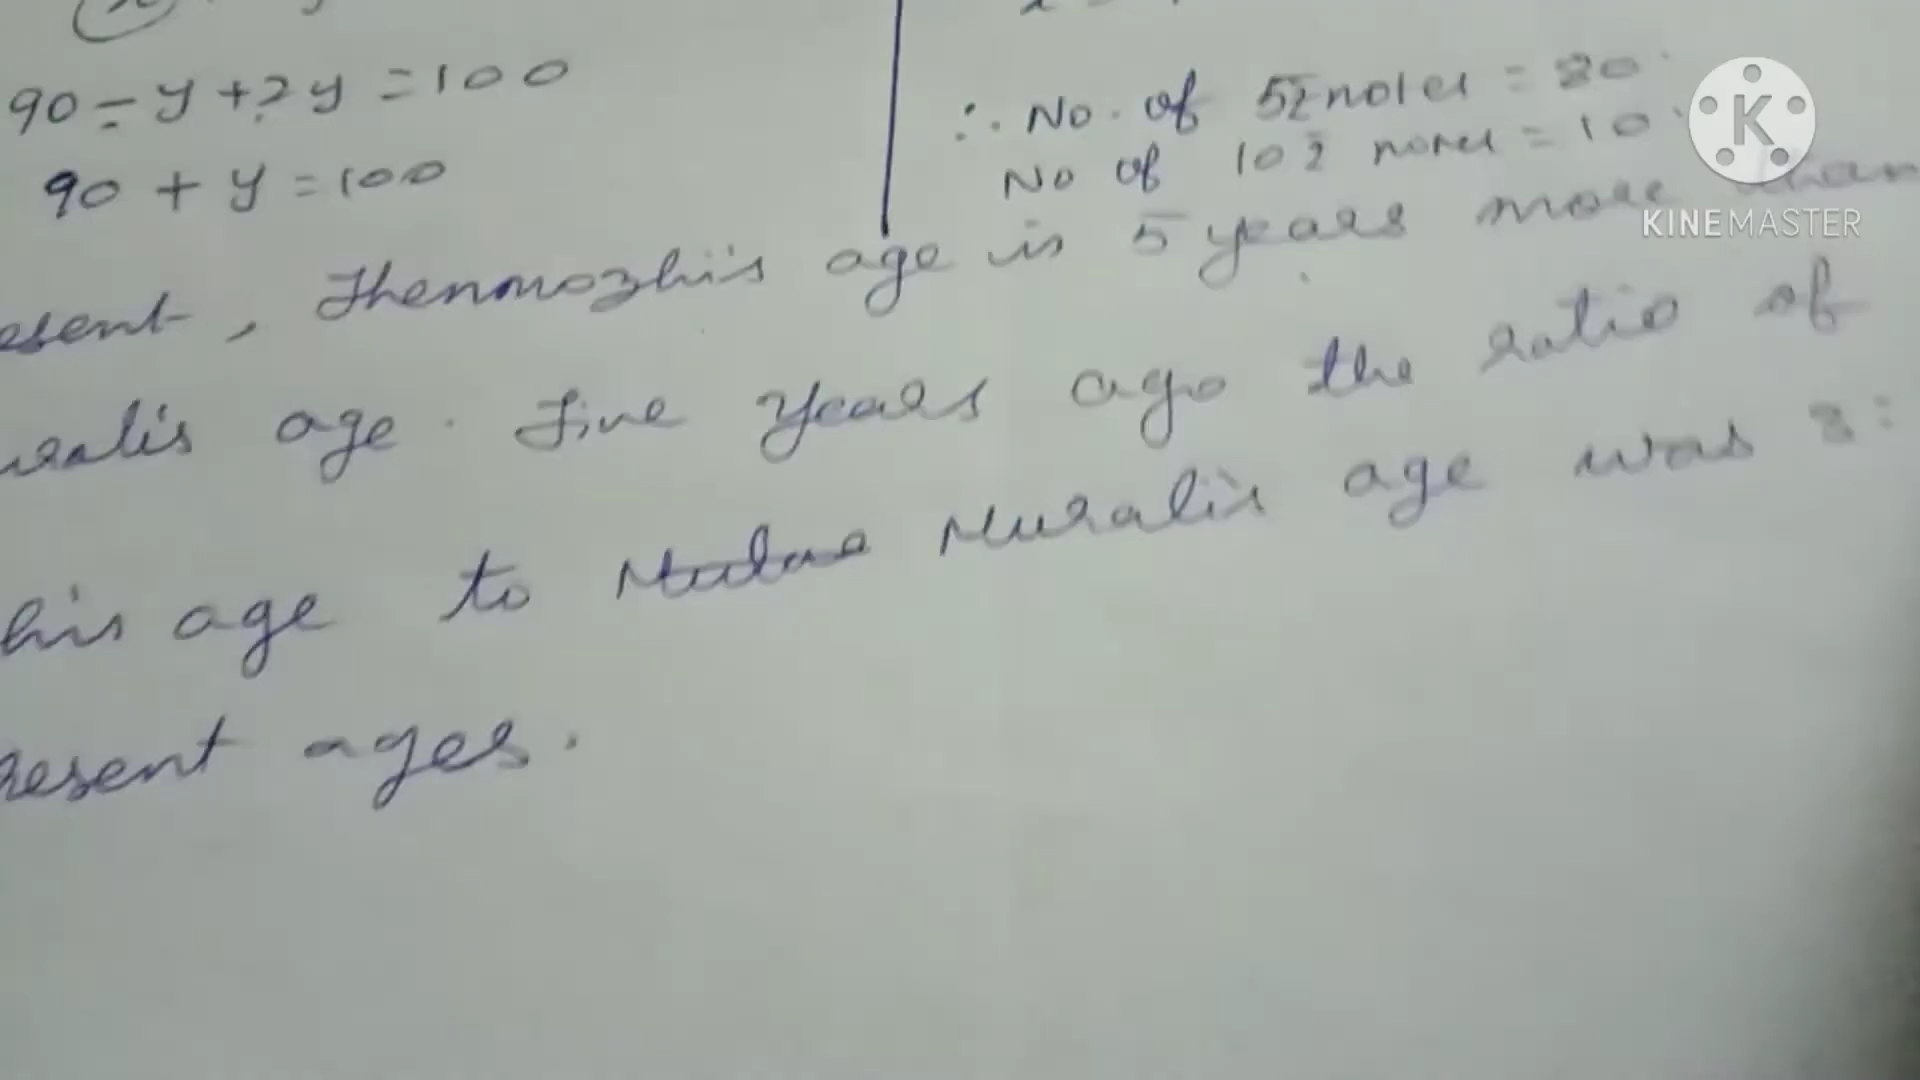 90 - y + 2y = 100
90 + y = 100
∴ No. of 5₹ notes = 80
No of 10₹ notes = 10
esent, Thenmozhi's age is 5 years more than
urali's age. Five years ago the ratio of
hi's age to Murali's age was 3:
resent ages.
KINEMASTER